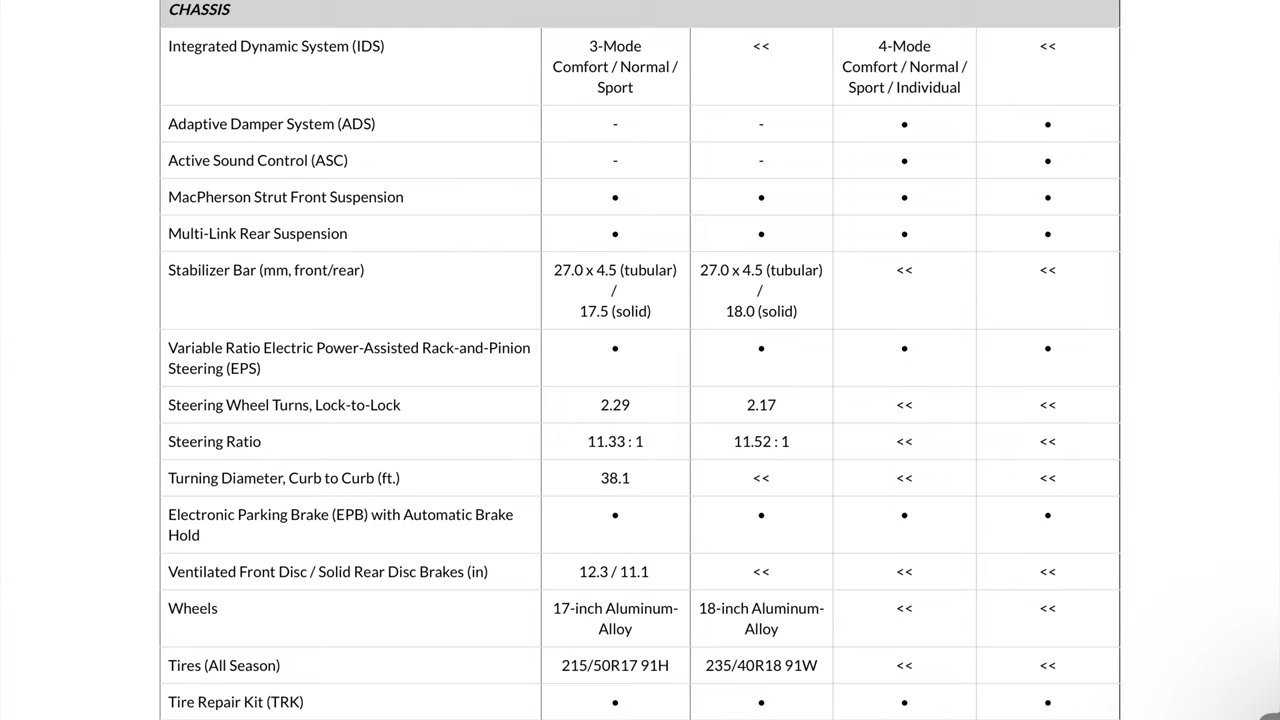 CHASSIS
Integrated Dynamic System (IDS) 3-Mode << 4-Mode <<
Comfort / Normal / Comfort / Normal /
Sport Sport / Individual
Adaptive Damper System (ADS) - - • •
Active Sound Control (ASC) - - • •
MacPherson Strut Front Suspension • • • •
Multi-Link Rear Suspension • • • •
Stabilizer Bar (mm, front/rear) 27.0 x 4.5 (tubular) 27.0 x 4.5 (tubular) << <<
/ /
17.5 (solid) 18.0 (solid)
Variable Ratio Electric Power-Assisted Rack-and-Pinion • • • •
Steering (EPS)
Steering Wheel Turns, Lock-to-Lock 2.29 2.17 << <<
Steering Ratio 11.33 : 1 11.52 : 1 << <<
Turning Diameter, Curb to Curb (ft.) 38.1 << << <<
Electronic Parking Brake (EPB) with Automatic Brake • • • •
Hold
Ventilated Front Disc / Solid Rear Disc Brakes (in) 12.3 / 11.1 << << <<
Wheels 17-inch Aluminum- 18-inch Aluminum- << <<
Alloy Alloy
Tires (All Season) 215/50R17 91H 235/40R18 91W << <<
Tire Repair Kit (TRK) • • • •